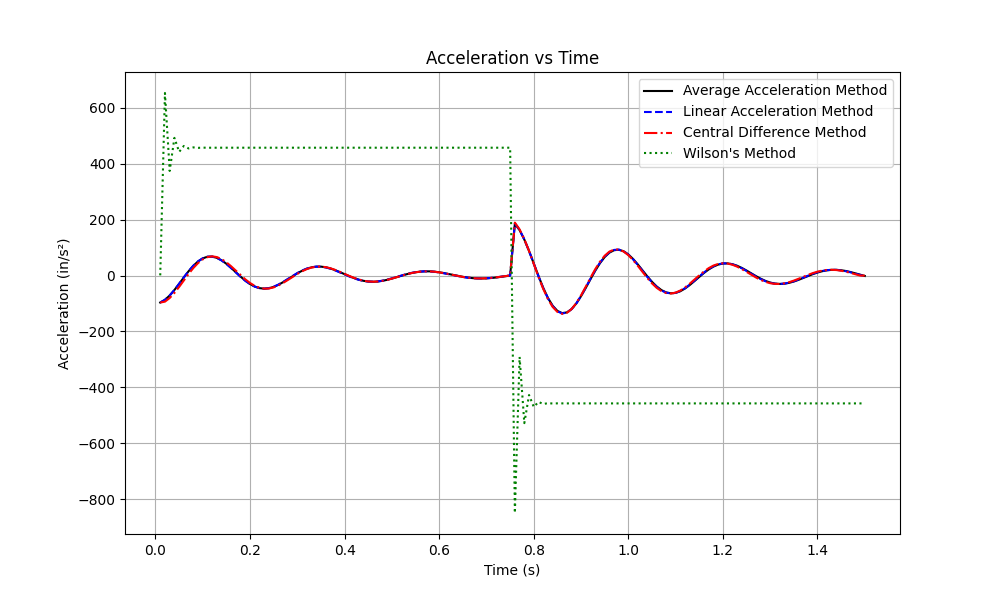 Acceleration vs Time
Average Acceleration Method
Linear Acceleration Method
Central Difference Method
Wilson's Method
600
400
200
0
−200
−400
−600
−800
Acceleration (in/s²)
0.0 0.2 0.4 0.6 0.8 1.0 1.2 1.4
Time (s)